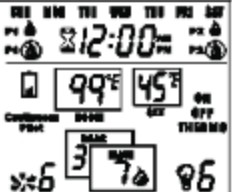 SUN MON TUE WED THU FRI SAT
P1 12:00 AM PM P2
P4 P3
99°F 45°F ON
Continuous ROOM SET OFF
Pilot THERMO
3
6 7 6